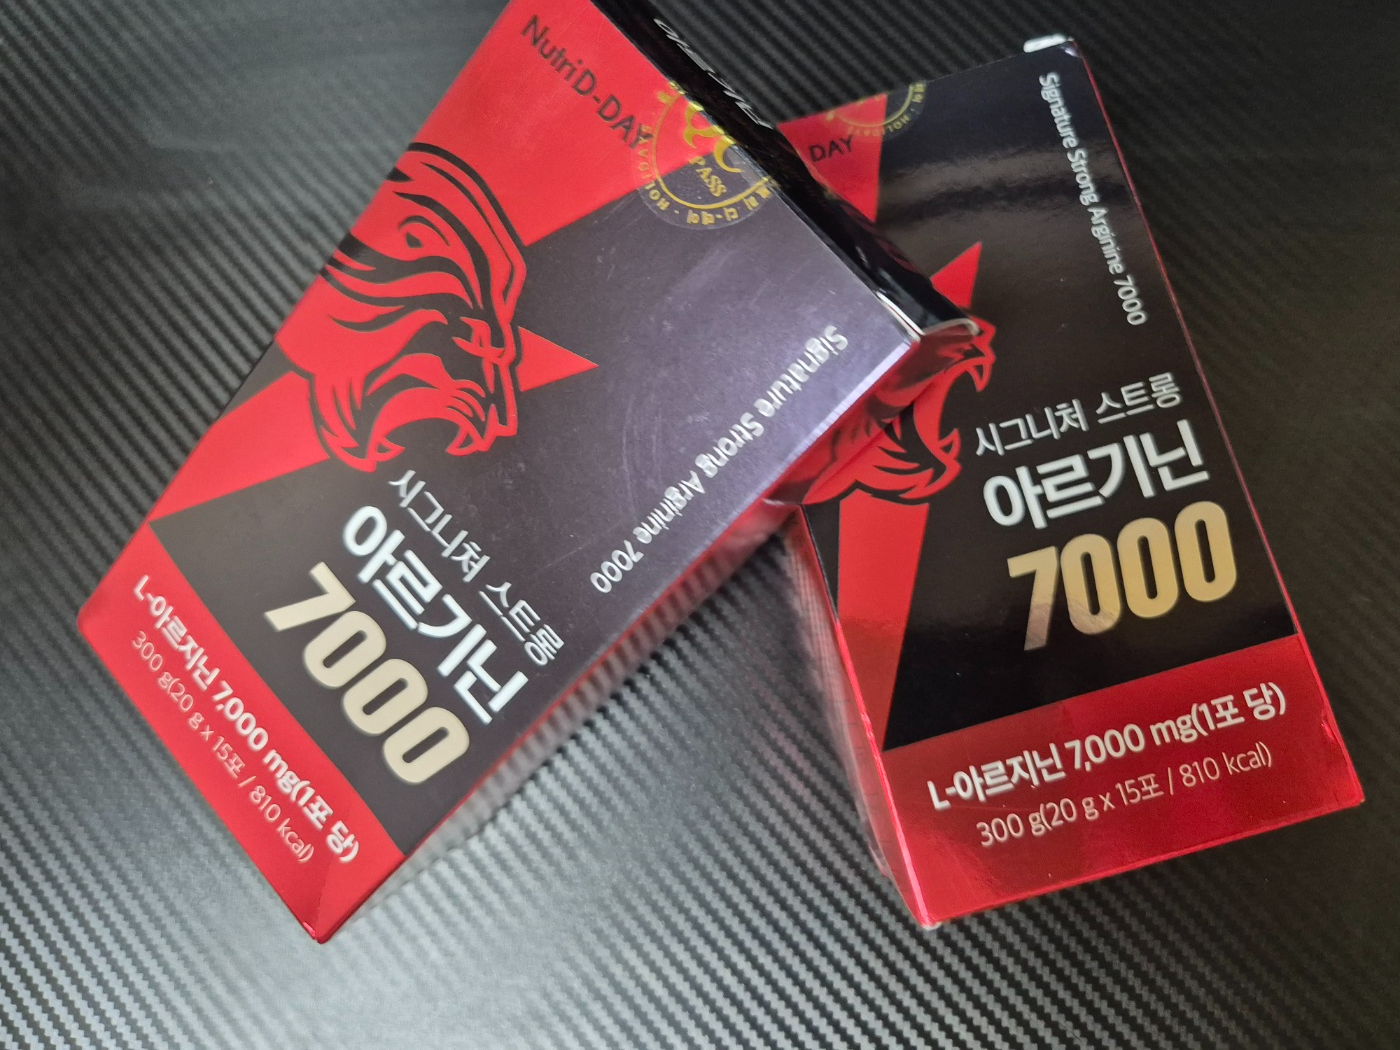 NutriD-DAY
PASS
HOLIDAY
Signature Strong Arginine 7000
시그니처 스트롱
아르기닌
7000
L-아르지닌 7,000 mg(1포 당)
300 g(20 g x 15포 / 810 kcal)
DAY
Signature Strong Arginine 7000
시그니처 스트롱
아르기닌
7000
L-아르지닌 7,000 mg(1포 당)
300 g(20 g x 15포 / 810 kcal)